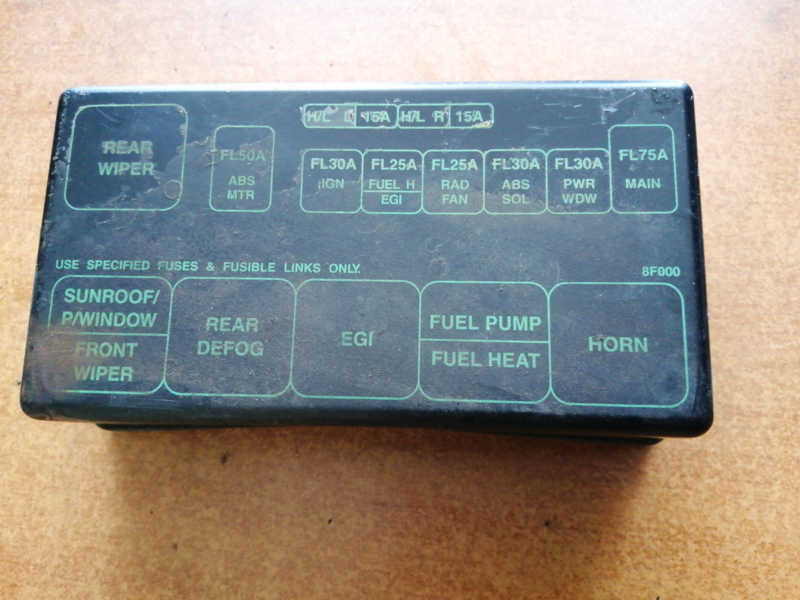 H/L L 15A H/L R 15A
REAR
WIPER
FL50A
ABS
MTR
FL30A
IGN
FL25A
FUEL H
EGI
FL25A
RAD
FAN
FL30A
ABS
SOL
FL30A
PWR
WDW
FL75A
MAIN
USE SPECIFIED FUSES & FUSIBLE LINKS ONLY.
8F000
SUNROOF/
P/WINDOW
FRONT
WIPER
REAR
DEFOG
EGI
FUEL PUMP
FUEL HEAT
HORN